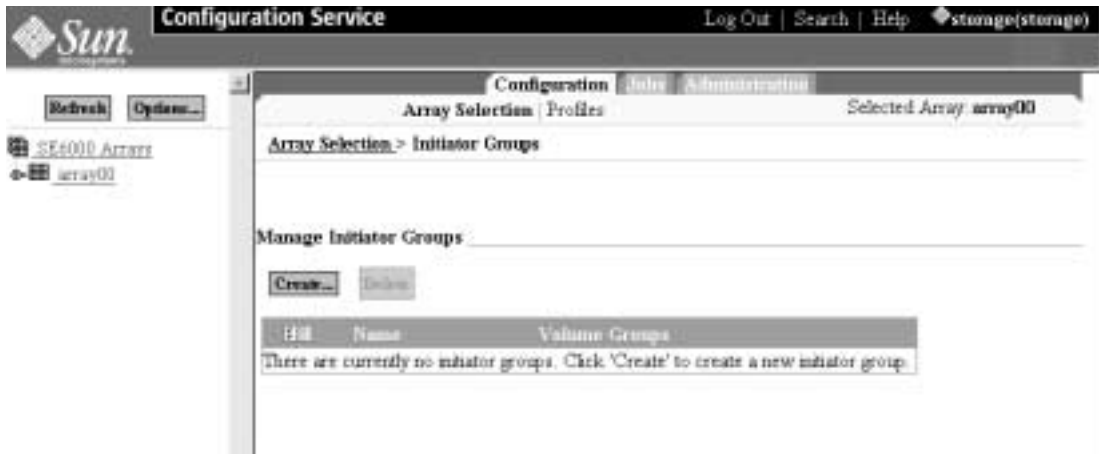 Configuration Service
Log Out | Search | Help
storage(storage)
Sun
microsystems
Configuration
Jobs
Administration
Refresh
Options...
Array Selection | Profiles
Selected Array: array00
SE6000 Arrays
array00
Array Selection > Initiator Groups
Manage Initiator Groups
Create...
Delete
Name
Volume Groups
There are currently no initiator groups. Click 'Create' to create a new initiator group.